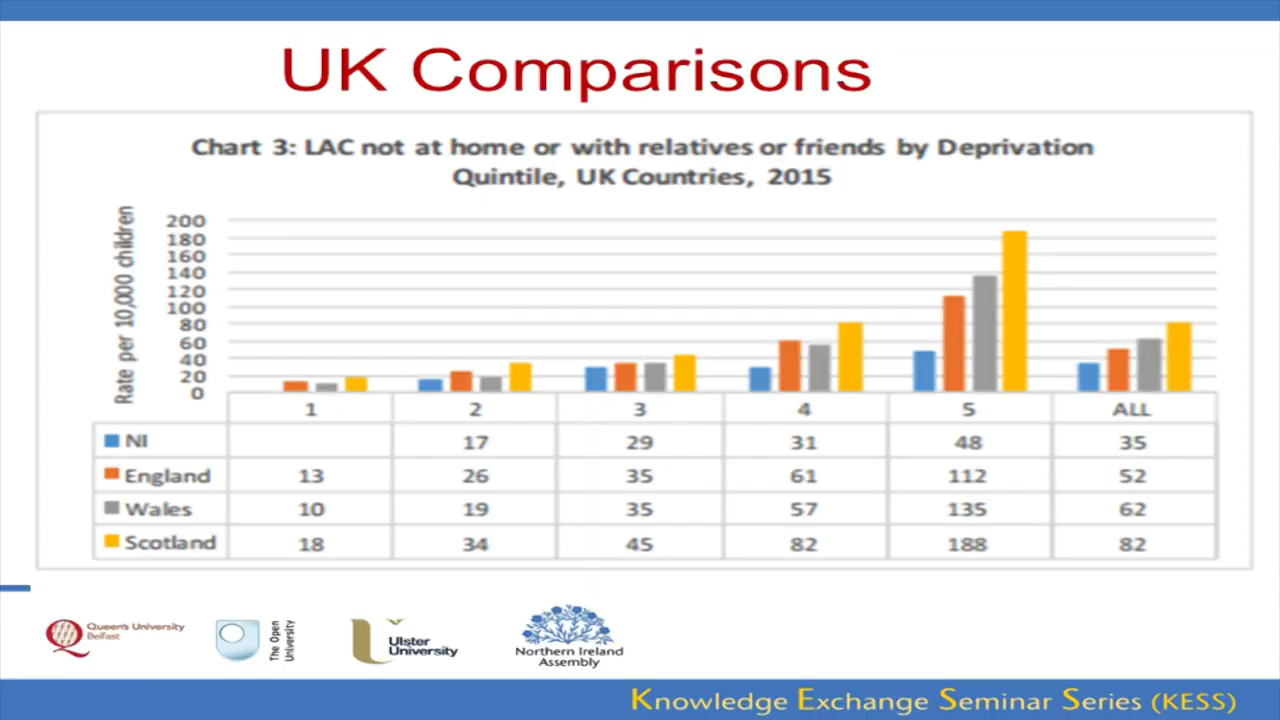 UK Comparisons
Chart 3: LAC not at home or with relatives or friends by Deprivation
Quintile, UK Countries, 2015
Rate per 10,000 children
200
180
160
140
120
100
80
60
40
20
0
1 2 3 4 5 ALL
NI 17 29 31 48 35
England 13 26 35 61 112 52
Wales 10 19 35 57 135 62
Scotland 18 34 45 82 188 82
Queen's University
Belfast
The Open
University
Ulster
University
Northern Ireland
Assembly
Knowledge Exchange Seminar Series (KESS)